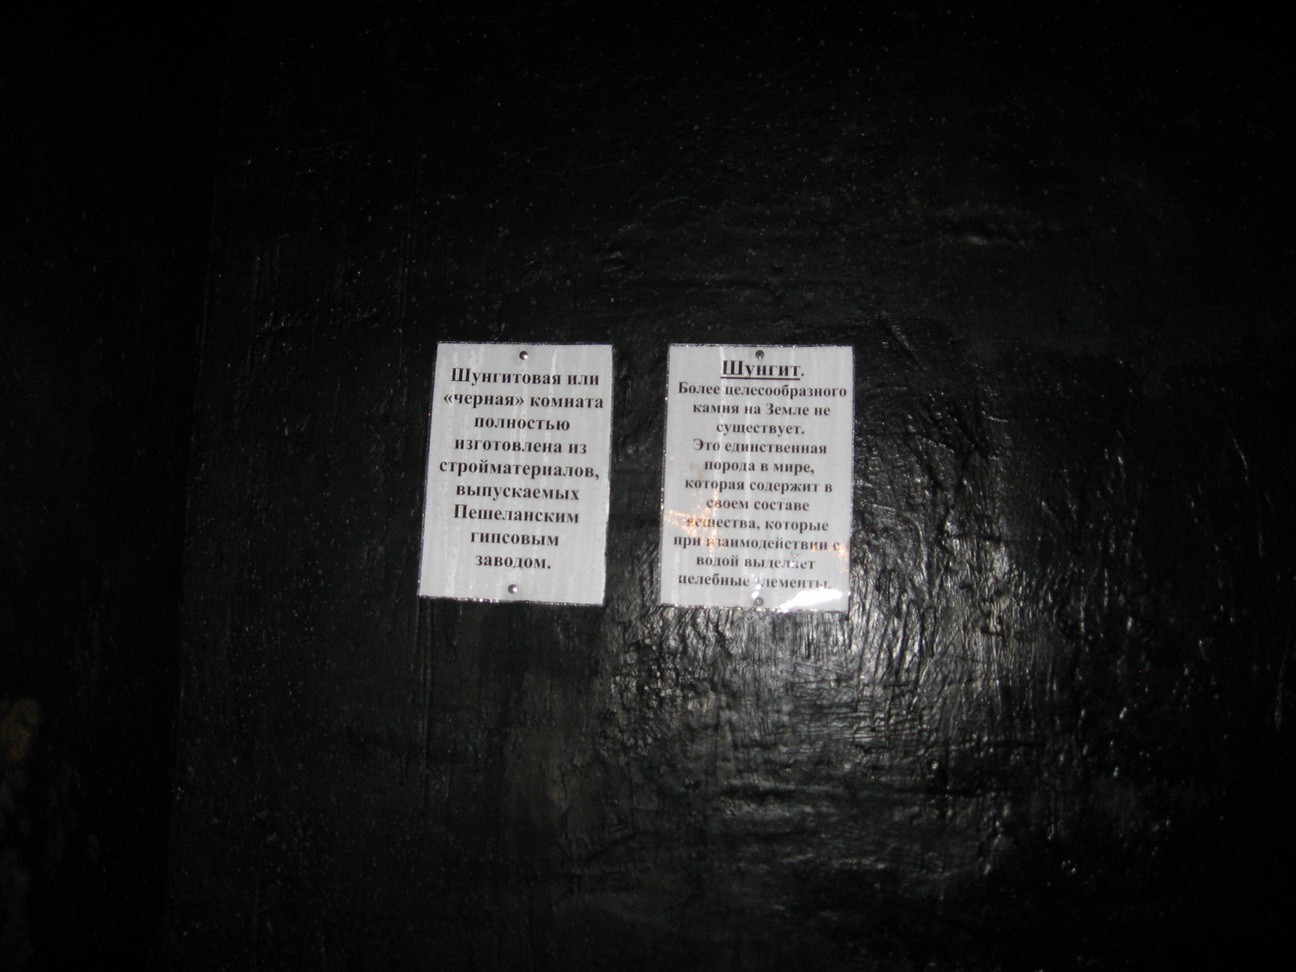 Шунгитовая или
«черная» комната
полностью
изготовлена из
стройматериалов,
выпускаемых
Пешеланским
гипсовым
заводом.
Шунгит.
Более целесообразного
камня на Земле не
существует.
Это единственная
порода в мире,
которая содержит в
своем составе
вещества, которые
при взаимодействии с
водой выделяет
целебные элементы.